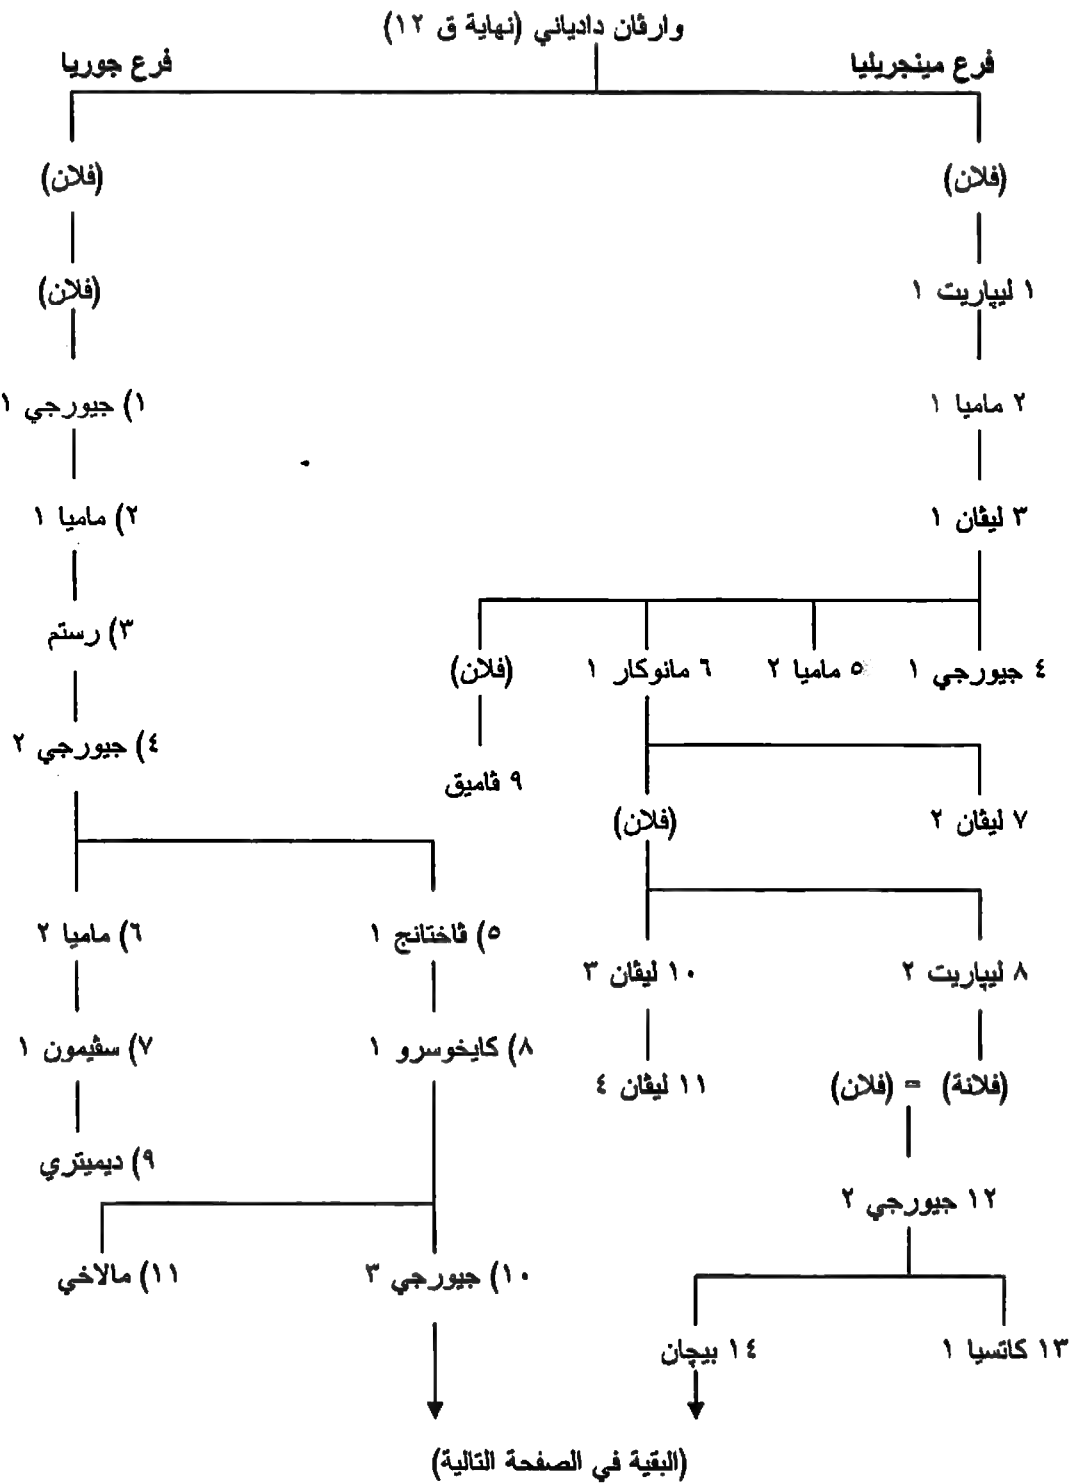 وارڤان دادياني (نهاية ق ١٢)
فرع مينجريليا
فرع جوريا
(فلان)
(فلان)
١ ليپاريت ١
(فلان)
٢ ماميا ١
١) جيورجي ١
٣ ليڤان ١
٢) ماميا ١
٣) رستم
٤ جيورجي ١
٥ ماميا ٢
٦ مانوكار ١
(فلان)
٤) جيورجي ٢
٩ ڤاميق
٧ ليڤان ٢
(فلان)
٥) ڤاختانج ١
٦) ماميا ٢
٨ ليپاريت ٢
١٠ ليڤان ٣
٨) كايخوسرو ١
٧) سڤيمون ١
(فلانة) = (فلان)
١١ ليڤان ٤
٩) ديميتري
١٢ جيورجي ٢
١٠) جيورجي ٣
١١) مالاخي
١٣ كاتسيا ١
١٤ بيچان
(البقية في الصفحة التالية)